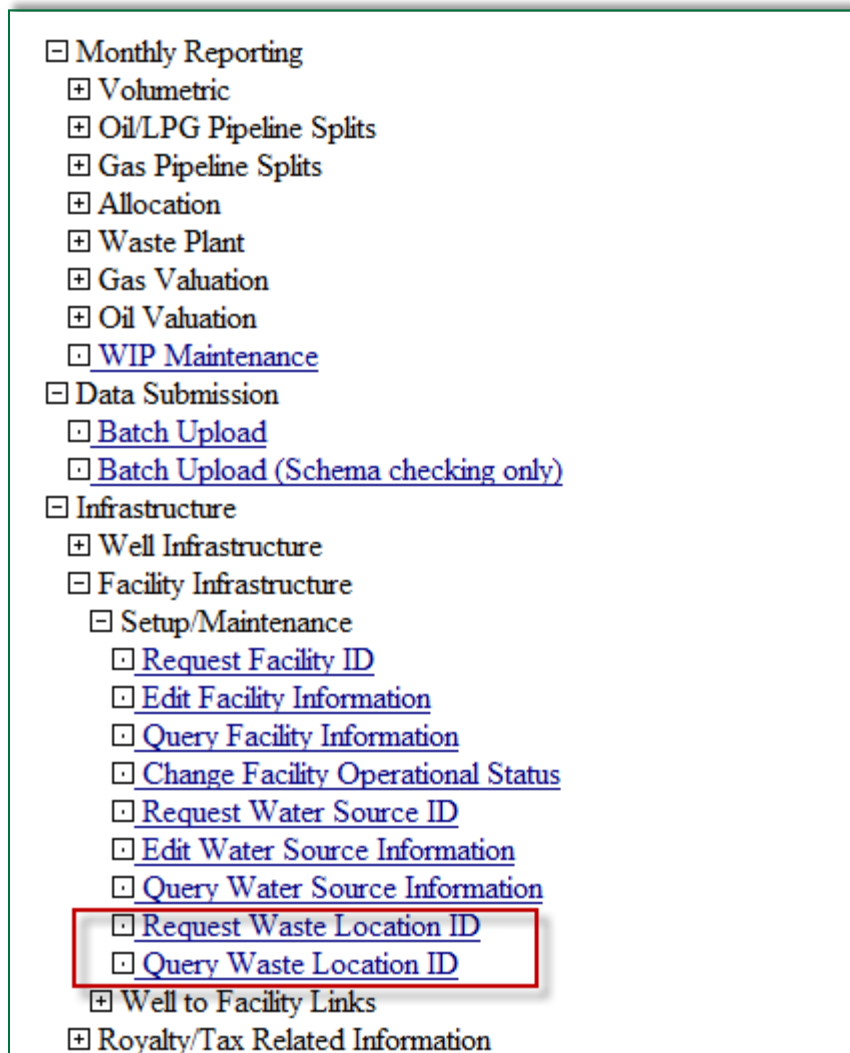 Monthly Reporting
Volumetric
Oil/LPG Pipeline Splits
Gas Pipeline Splits
Allocation
Waste Plant
Gas Valuation
Oil Valuation
WIP Maintenance
Data Submission
Batch Upload
Batch Upload (Schema checking only)
Infrastructure
Well Infrastructure
Facility Infrastructure
Setup/Maintenance
Request Facility ID
Edit Facility Information
Query Facility Information
Change Facility Operational Status
Request Water Source ID
Edit Water Source Information
Query Water Source Information
Request Waste Location ID
Query Waste Location ID
Well to Facility Links
Royalty/Tax Related Information